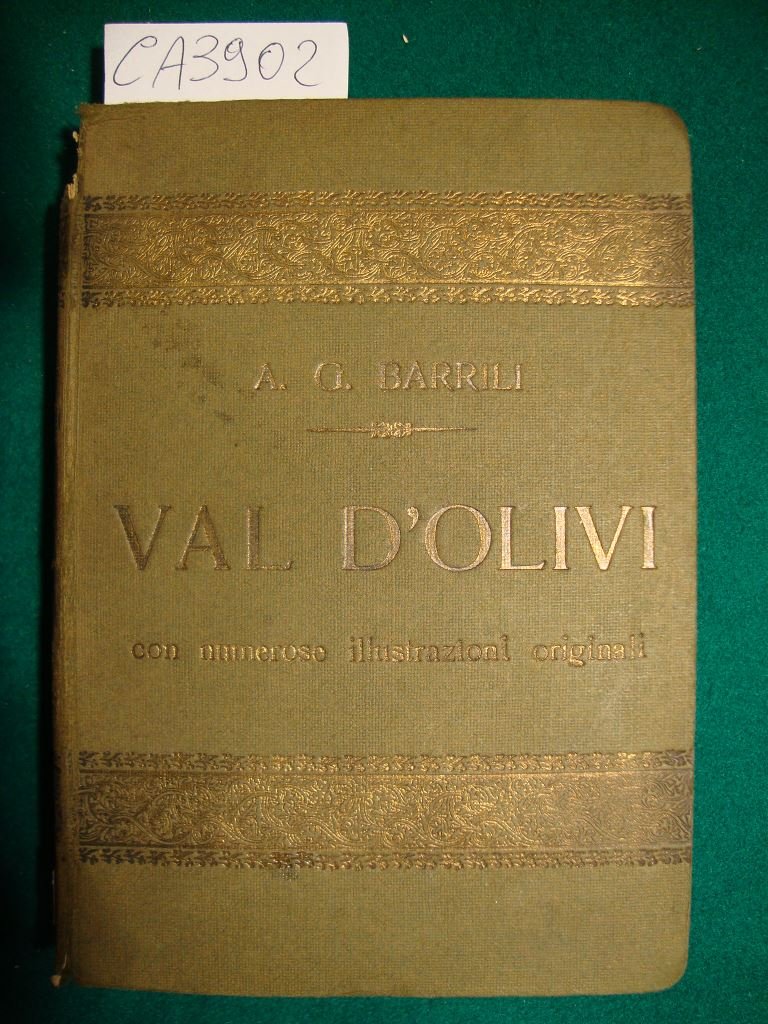 CA3902
A. G. BARRILI
VAL D'OLIVI
con numerose illustrazioni originali